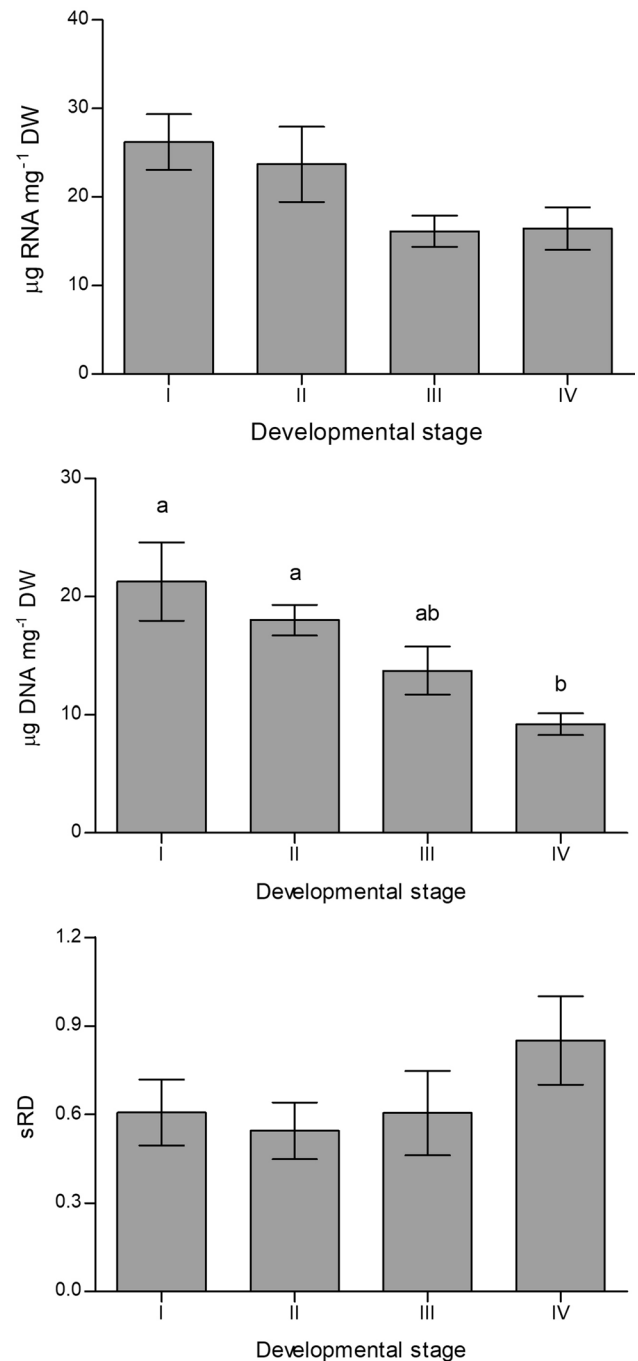 40
30
20
10
0
µg RNA mg⁻¹ DW
I II III IV
Developmental stage
30
20
10
0
µg DNA mg⁻¹ DW
a a ab b
I II III IV
Developmental stage
1.2
0.9
0.6
0.3
0.0
sRD
I II III IV
Developmental stage